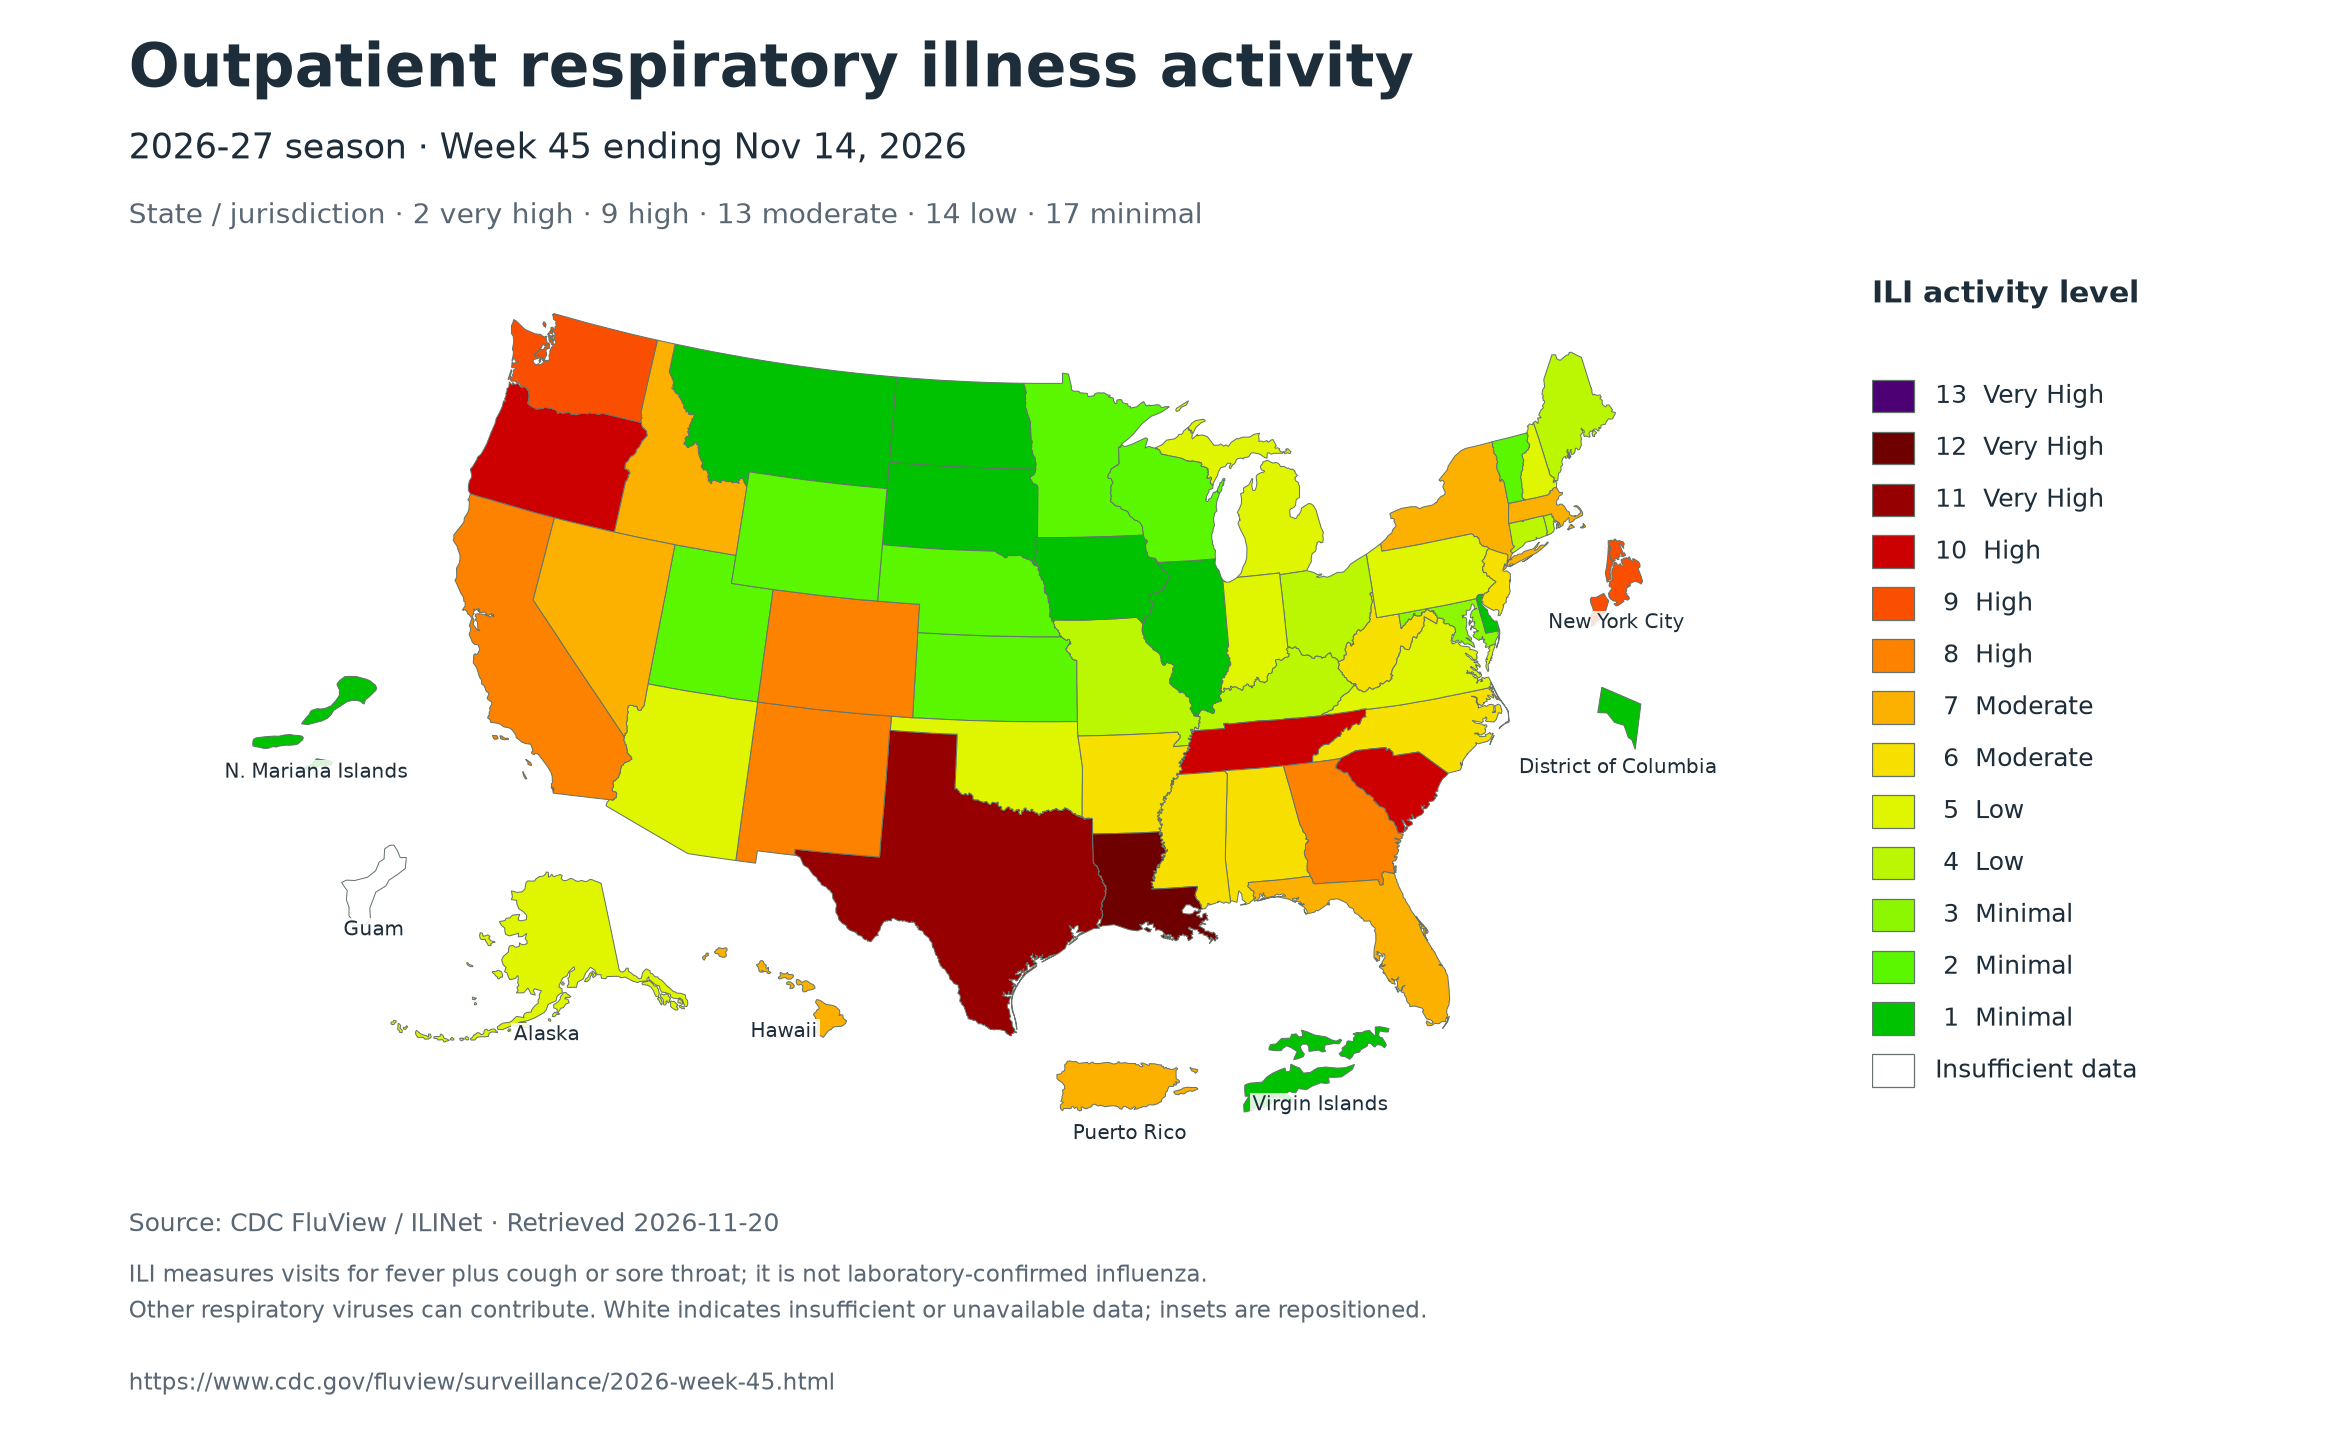 Outpatient respiratory illness activity
2026-27 season · Week 45 ending Nov 14, 2026
State / jurisdiction · 2 very high · 9 high · 13 moderate · 14 low · 17 minimal
ILI activity level
13 Very High
12 Very High
11 Very High
10 High
9 High
8 High
7 Moderate
6 Moderate
5 Low
4 Low
3 Minimal
2 Minimal
1 Minimal
Insufficient data
New York City
District of Columbia
N. Mariana Islands
Guam
Alaska
Hawaii
Puerto Rico
Virgin Islands
Source: CDC FluView / ILINet · Retrieved 2026-11-20
ILI measures visits for fever plus cough or sore throat; it is not laboratory-confirmed influenza.
Other respiratory viruses can contribute. White indicates insufficient or unavailable data; insets are repositioned.
https://www.cdc.gov/fluview/surveillance/2026-week-45.html